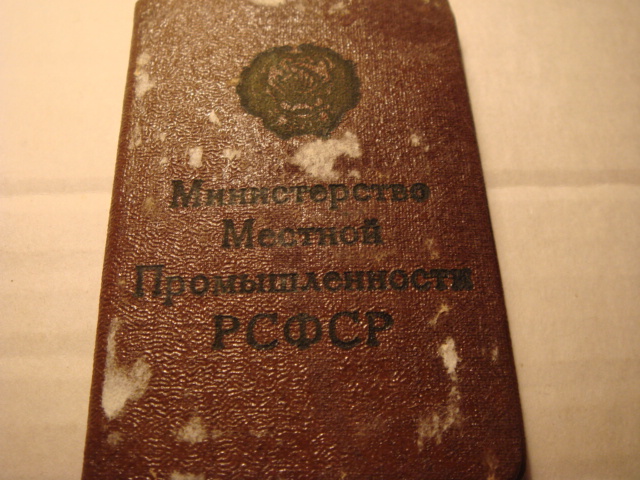 Министерство
Местной
Промышленности
РСФСР